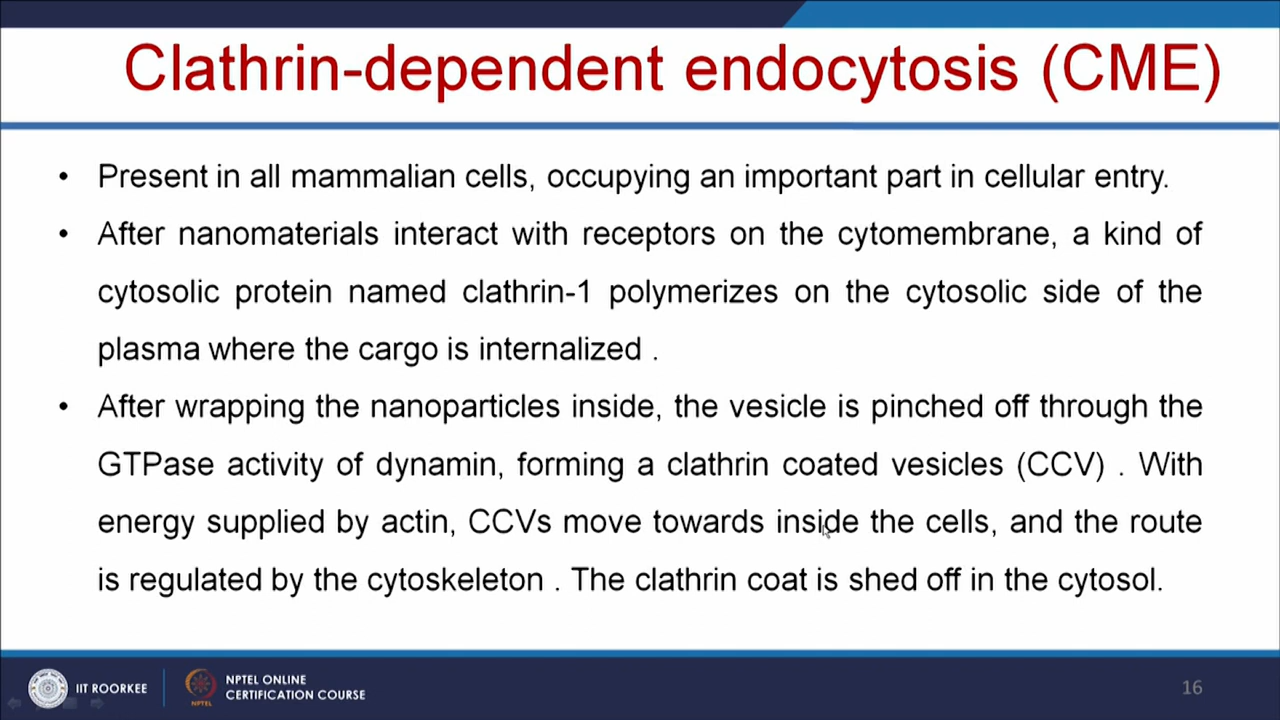 Clathrin-dependent endocytosis (CME)
• Present in all mammalian cells, occupying an important part in cellular entry.
• After nanomaterials interact with receptors on the cytomembrane, a kind of
cytosolic protein named clathrin-1 polymerizes on the cytosolic side of the
plasma where the cargo is internalized .
• After wrapping the nanoparticles inside, the vesicle is pinched off through the
GTPase activity of dynamin, forming a clathrin coated vesicles (CCV) . With
energy supplied by actin, CCVs move towards inside the cells, and the route
is regulated by the cytoskeleton . The clathrin coat is shed off in the cytosol.
IIT ROORKEE
NPTEL
NPTEL ONLINE
CERTIFICATION COURSE
16